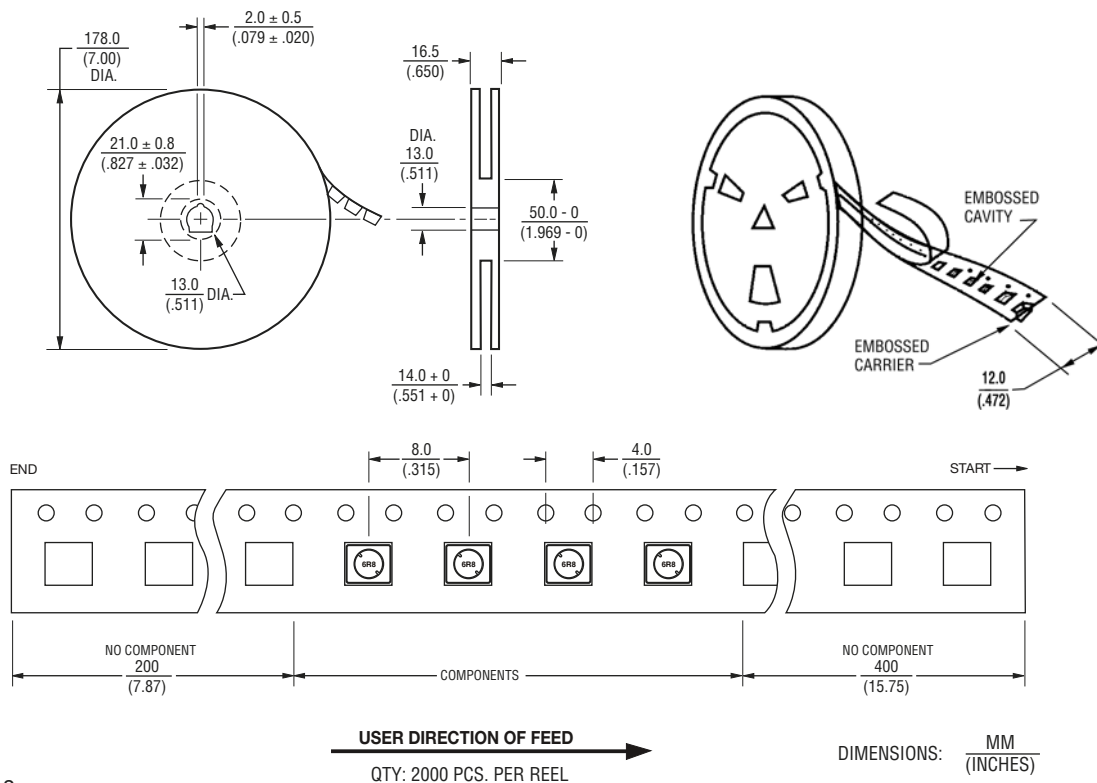 2.0 ± 0.5
(.079 ± .020)
178.0
(7.00)
DIA.
16.5
(.650)
21.0 ± 0.8
(.827 ± .032)
DIA.
13.0
(.511)
50.0 - 0
(1.969 - 0)
EMBOSSED
CAVITY
13.0
(.511)
DIA.
EMBOSSED
CARRIER
14.0 + 0
(.551 + 0)
12.0
(.472)
8.0
(.315)
4.0
(.157)
END
START
6R8
6R8
6R8
6R8
NO COMPONENT
200
(7.87)
COMPONENTS
NO COMPONENT
400
(15.75)
USER DIRECTION OF FEED
QTY: 2000 PCS. PER REEL
DIMENSIONS:
MM
(INCHES)